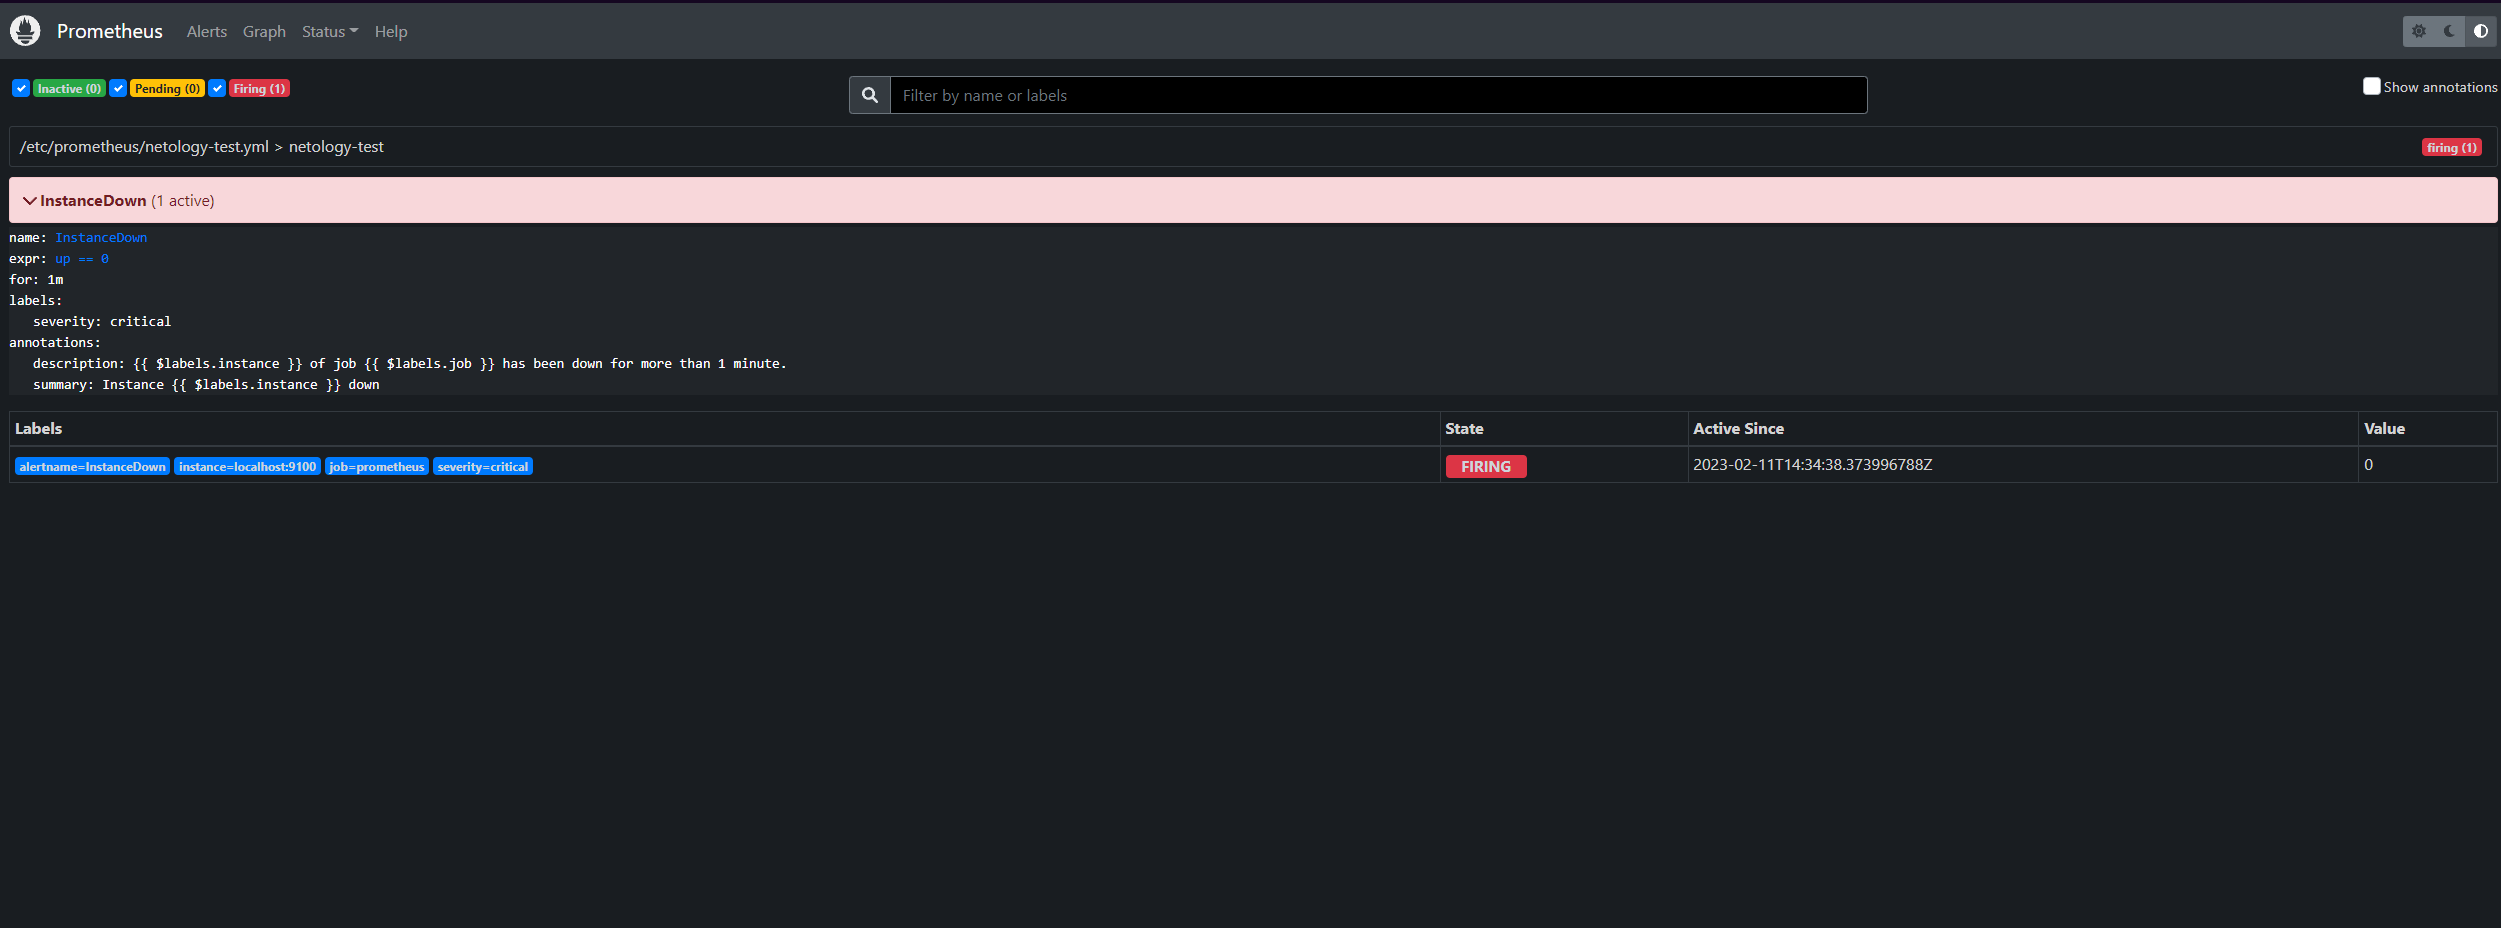 Prometheus Alerts Graph Status Help
Inactive (0) Pending (0) Firing (1) Filter by name or labels Show annotations
/etc/prometheus/netology-test.yml > netology-test firing (1)
InstanceDown (1 active)
name: InstanceDown
expr: up == 0
for: 1m
labels:
severity: critical
annotations:
description: {{ $labels.instance }} of job {{ $labels.job }} has been down for more than 1 minute.
summary: Instance {{ $labels.instance }} down
Labels State Active Since Value
alertname=InstanceDown instance=localhost:9100 job=prometheus severity=critical FIRING 2023-02-11T14:34:38.373996788Z 0